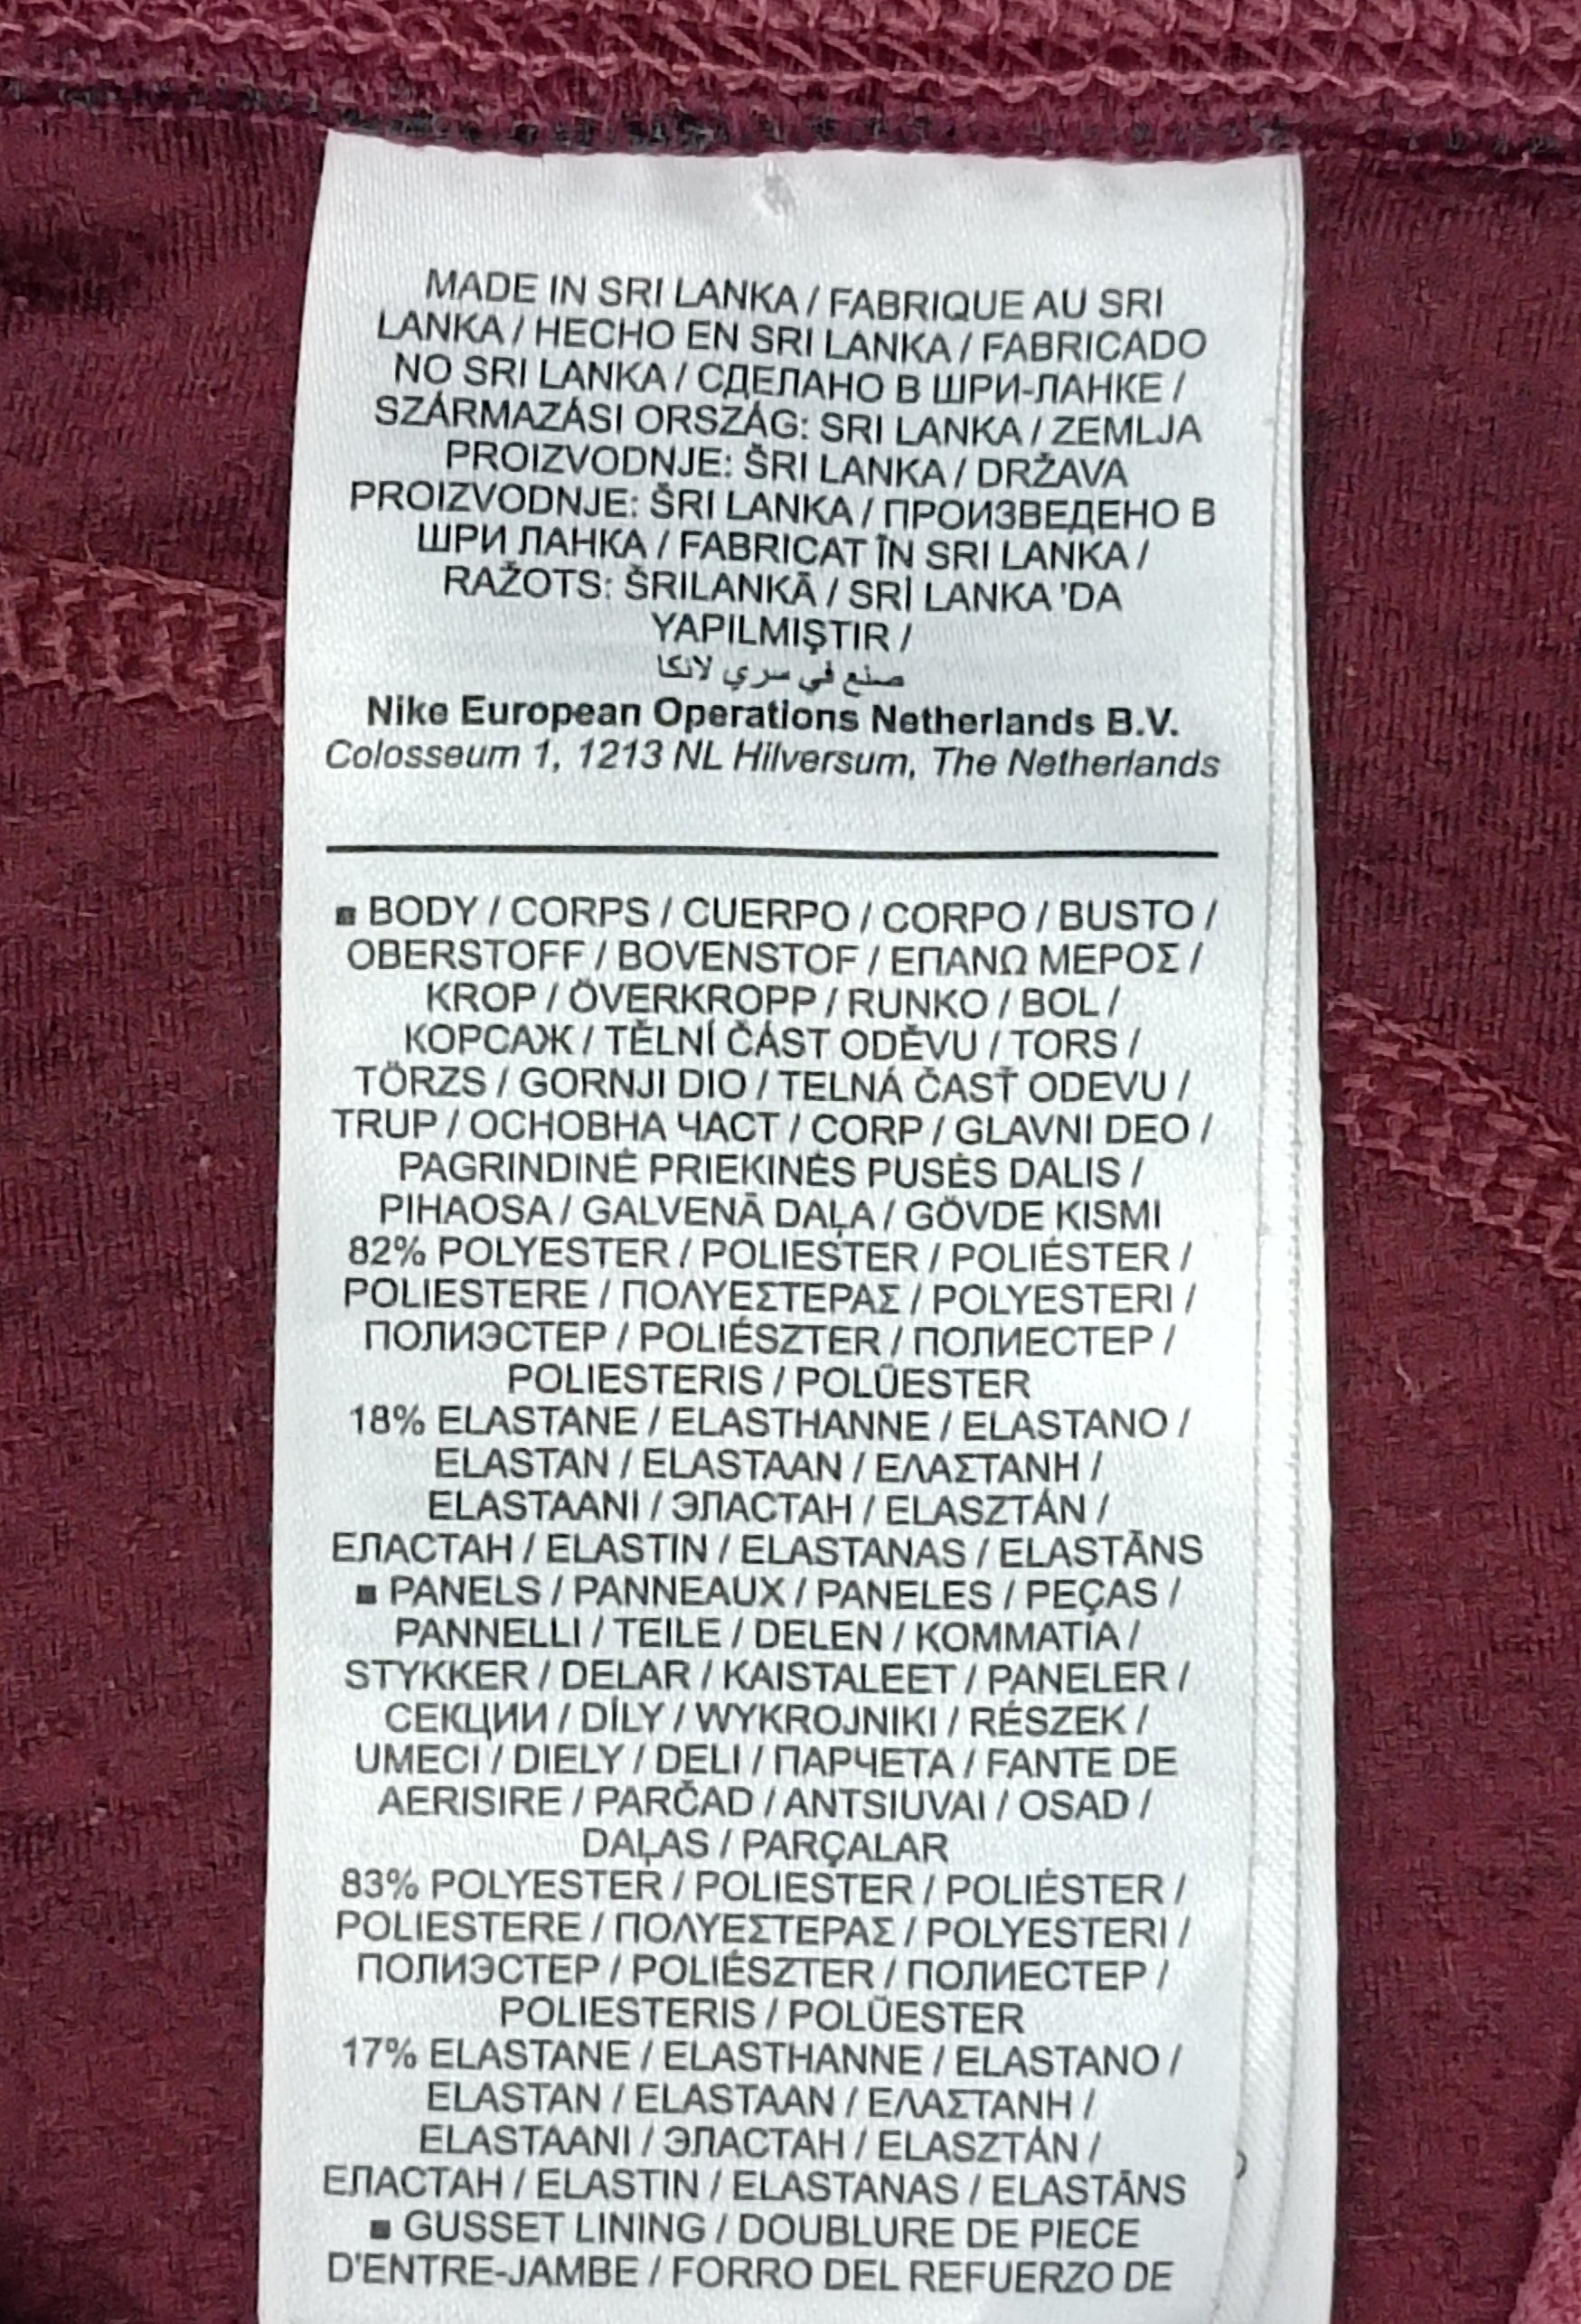 MADE IN SRI LANKA / FABRIQUE AU SRI
LANKA / HECHO EN SRI LANKA / FABRICADO
NO SRI LANKA / СДЕЛАНО В ШРИ-ЛАНКЕ /
SZÁRMAZÁSI ORSZÁG: SRI LANKA / ZEMLJA
PROIZVODNJE: ŠRI LANKA / DRŽAVA
PROIZVODNJE: ŠRI LANKA / ПРОИЗВЕДЕНО В
ШРИ ЛАНКА / FABRICAT ÎN SRI LANKA /
RAŽOTS: ŠRILANKĀ / SRİ LANKA 'DA
YAPILMIŞTIR /
صنع في سري لانكا
Nike European Operations Netherlands B.V.
Colosseum 1, 1213 NL Hilversum, The Netherlands
▪ BODY / CORPS / CUERPO / CORPO / BUSTO /
OBERSTOFF / BOVENSTOF / ΕΠΑΝΩ ΜΕΡΟΣ /
KROP / ÖVERKROPP / RUNKO / BOL /
КОРСАЖ / TĚLNÍ ČÁST ODĚVU / TORS /
TÖRZS / GORNJI DIO / TELNÁ ČASŤ ODEVU /
TRUP / ОСНОВНА ЧАСТ / CORP / GLAVNI DEO /
PAGRINDINĖ PRIEKINĖS PUSĖS DALIS /
PIHAOSA / GALVENĀ DAĻA / GÖVDE KISMI
82% POLYESTER / POLIESTER / POLIÉSTER /
POLIESTERE / ΠΟΛΥΕΣΤΕΡΑΣ / POLYESTERI /
ПОЛИЭСТЕР / POLIÉSZTER / ПОЛИЕСТЕР /
POLIESTERIS / POLÜESTER
18% ELASTANE / ELASTHANNE / ELASTANO /
ELASTAN / ELASTAAN / ΕΛΑΣΤΑΝΗ /
ELASTAANI / ЭЛАСТАН / ELASZTÁN /
ЕЛАСТАН / ELASTIN / ELASTANAS / ELASTĀNS
▪ PANELS / PANNEAUX / PANELES / PEÇAS /
PANNELLI / TEILE / DELEN / ΚΟΜΜΑΤΙΑ /
STYKKER / DELAR / KAISTALEET / PANELER /
СЕКЦИИ / DÍLY / WYKROJNIKI / RÉSZEK /
UMECI / DIELY / DELI / ПАРЧЕТА / FANTE DE
AERISIRE / PARČAD / ANTSIUVAI / OSAD /
DAĻAS / PARÇALAR
83% POLYESTER / POLIESTER / POLIÉSTER /
POLIESTERE / ΠΟΛΥΕΣΤΕΡΑΣ / POLYESTERI /
ПОЛИЭСТЕР / POLIÉSZTER / ПОЛИЕСТЕР /
POLIESTERIS / POLÜESTER
17% ELASTANE / ELASTHANNE / ELASTANO /
ELASTAN / ELASTAAN / ΕΛΑΣΤΑΝΗ /
ELASTAANI / ЭЛАСТАН / ELASZTÁN /
ЕЛАСТАН / ELASTIN / ELASTANAS / ELASTĀNS
▪ GUSSET LINING / DOUBLURE DE PIECE
D'ENTRE-JAMBE / FORRO DEL REFUERZO DE